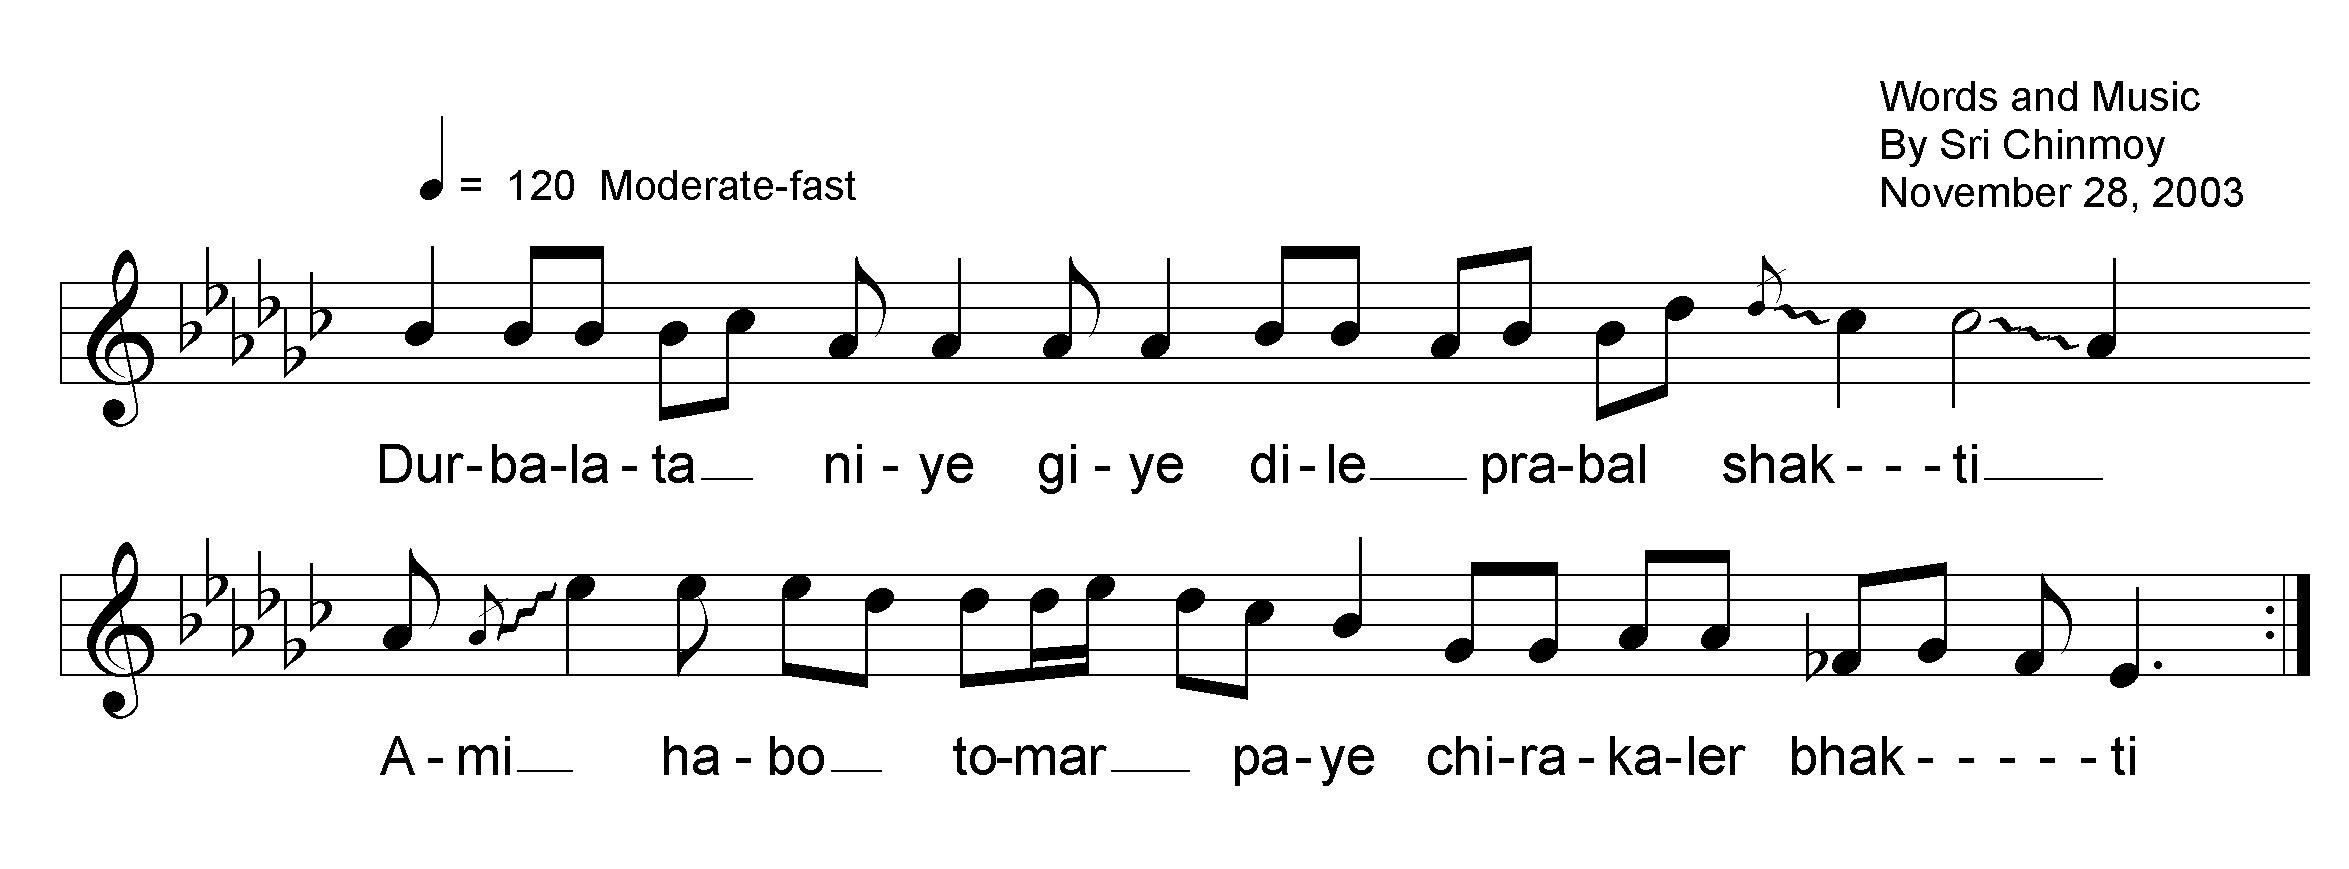 Words and Music
By Sri Chinmoy
November 28, 2003
= 120 Moderate-fast
Dur-ba-la-ta__ ni-ye gi-ye di-le__ pra-bal shak---ti__
A-mi__ ha-bo__ to-mar__ pa-ye chi-ra-ka-ler bhak-----ti